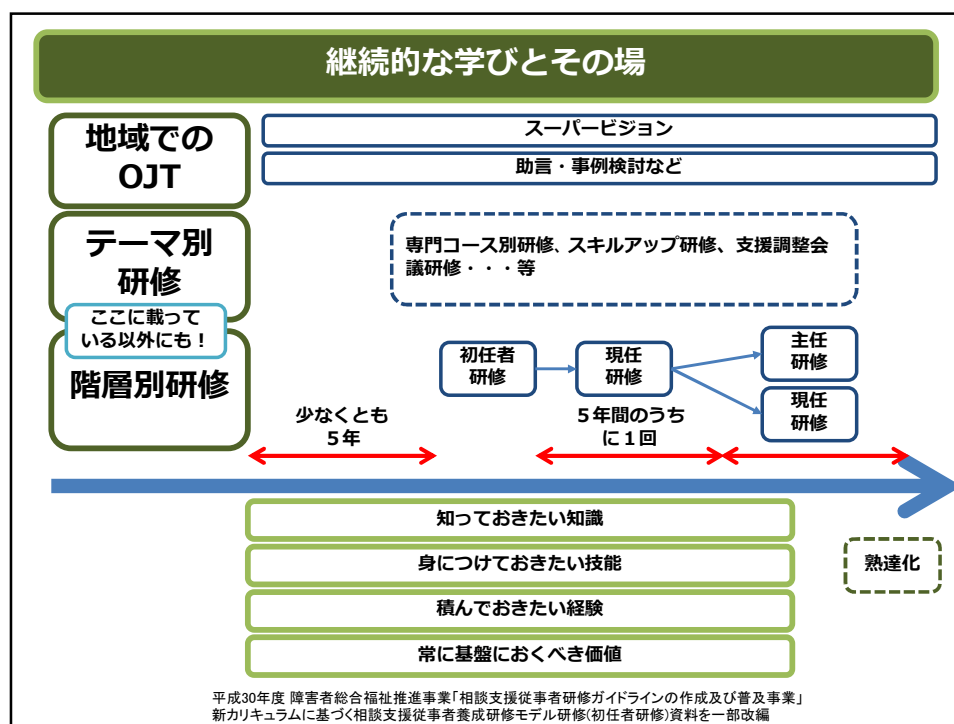 継続的な学びとその場
地域での
OJT
スーパービジョン
助言・事例検討など
テーマ別
研修
専門コース別研修、スキルアップ研修、支援調整会
議研修・・・等
ここに載って
いる以外にも！
階層別研修
初任者
研修
現任
研修
主任
研修
現任
研修
少なくとも
５年
５年間のうち
に１回
知っておきたい知識
身につけておきたい技能
積んでおきたい経験
常に基盤におくべき価値
熟達化
平成30年度 障害者総合福祉推進事業「相談支援従事者研修ガイドラインの作成及び普及事業」
新カリキュラムに基づく相談支援従事者養成研修モデル研修(初任者研修)資料を一部改編